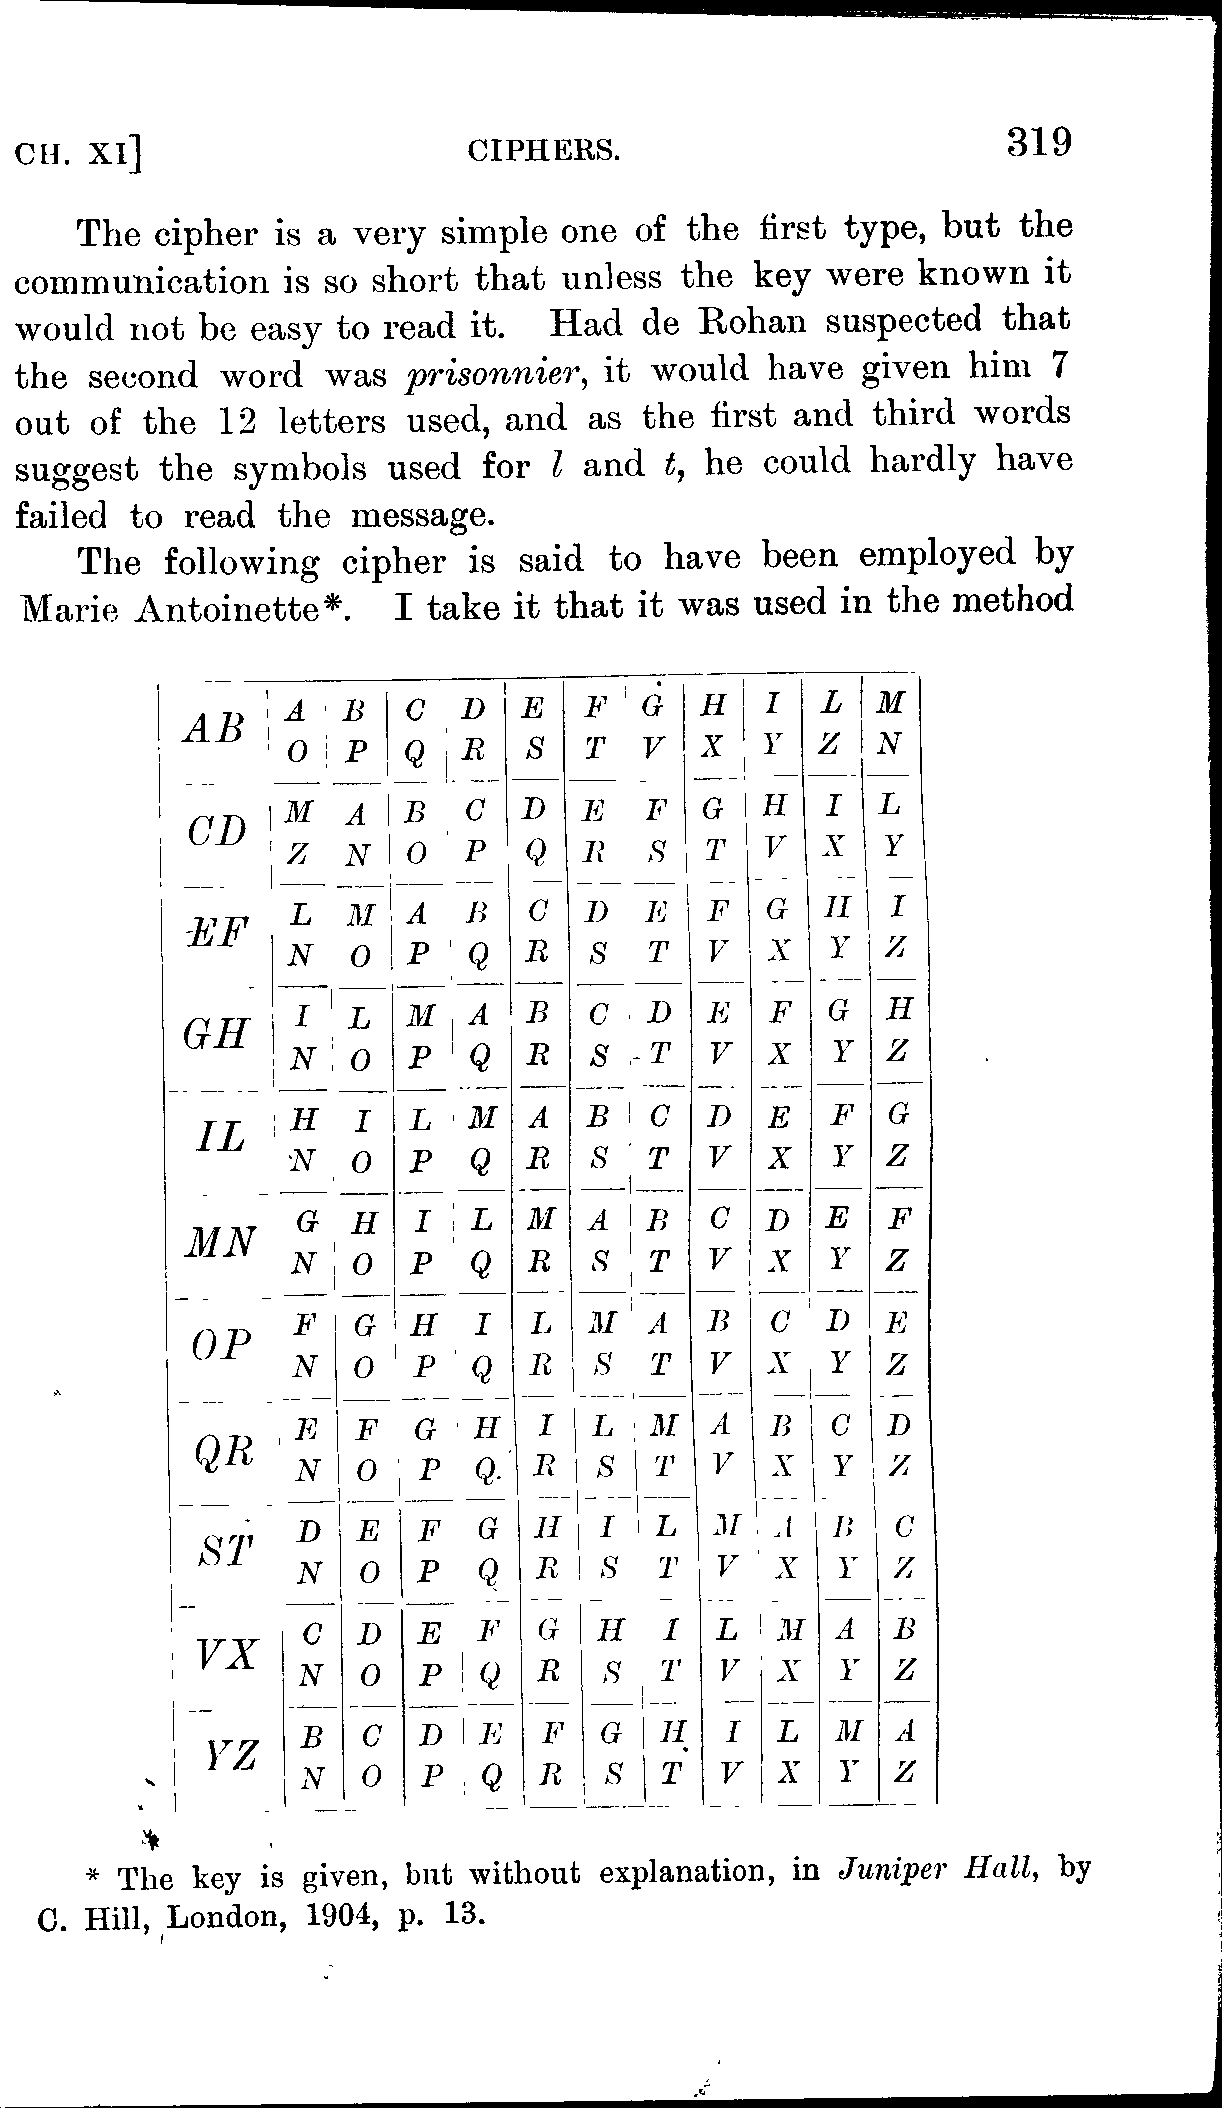 CH. XI] CIPHERS. 319
The cipher is a very simple one of the first type, but the
communication is so short that unless the key were known it
would not be easy to read it. Had de Rohan suspected that
the second word was prisonnier, it would have given him 7
out of the 12 letters used, and as the first and third words
suggest the symbols used for l and t, he could hardly have
failed to read the message.
The following cipher is said to have been employed by
Marie Antoinette*. I take it that it was used in the method
AB A B C D E F G H I L M
O P Q R S T V X Y Z N
CD M A B C D E F G H I L
Z N O P Q R S T V X Y
EF L M A B C D E F G H I
N O P Q R S T V X Y Z
GH I L M A B C D E F G H
N O P Q R S T V X Y Z
IL H I L M A B C D E F G
N O P Q R S T V X Y Z
MN G H I L M A B C D E F
N O P Q R S T V X Y Z
OP F G H I L M A B C D E
N O P Q R S T V X Y Z
QR E F G H I L M A B C D
N O P Q R S T V X Y Z
ST D E F G H I L M A B C
N O P Q R S T V X Y Z
VX C D E F G H I L M A B
N O P Q R S T V X Y Z
YZ B C D E F G H I L M A
N O P Q R S T V X Y Z
* The key is given, but without explanation, in Juniper Hall, by
C. Hill, London, 1904, p. 13.